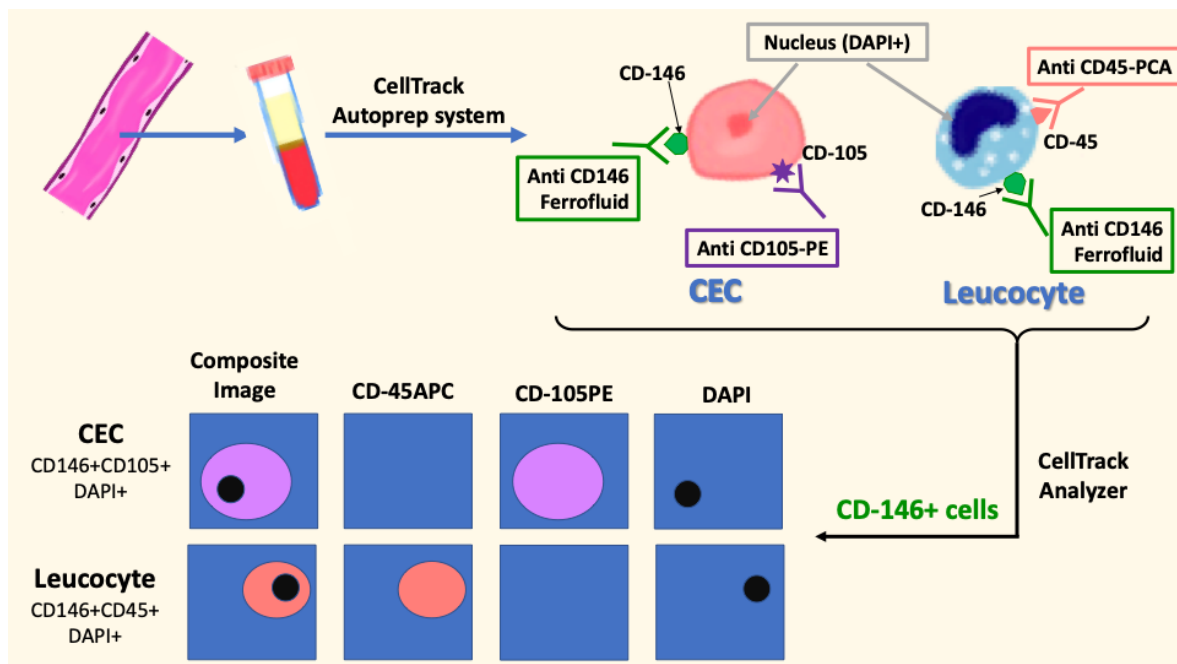 CellTrack
Autoprep system
Nucleus (DAPI+)
CD-146
Anti CD45-PCA
CD-45
CD-105
Anti CD146
Ferrofluid
CD-146
Anti CD146
Ferrofluid
Anti CD105-PE
CEC
Leucocyte
Composite
Image
CD-45APC
CD-105PE
DAPI
CEC
CD146+CD105+
DAPI+
CellTrack
Analyzer
CD-146+ cells
Leucocyte
CD146+CD45+
DAPI+